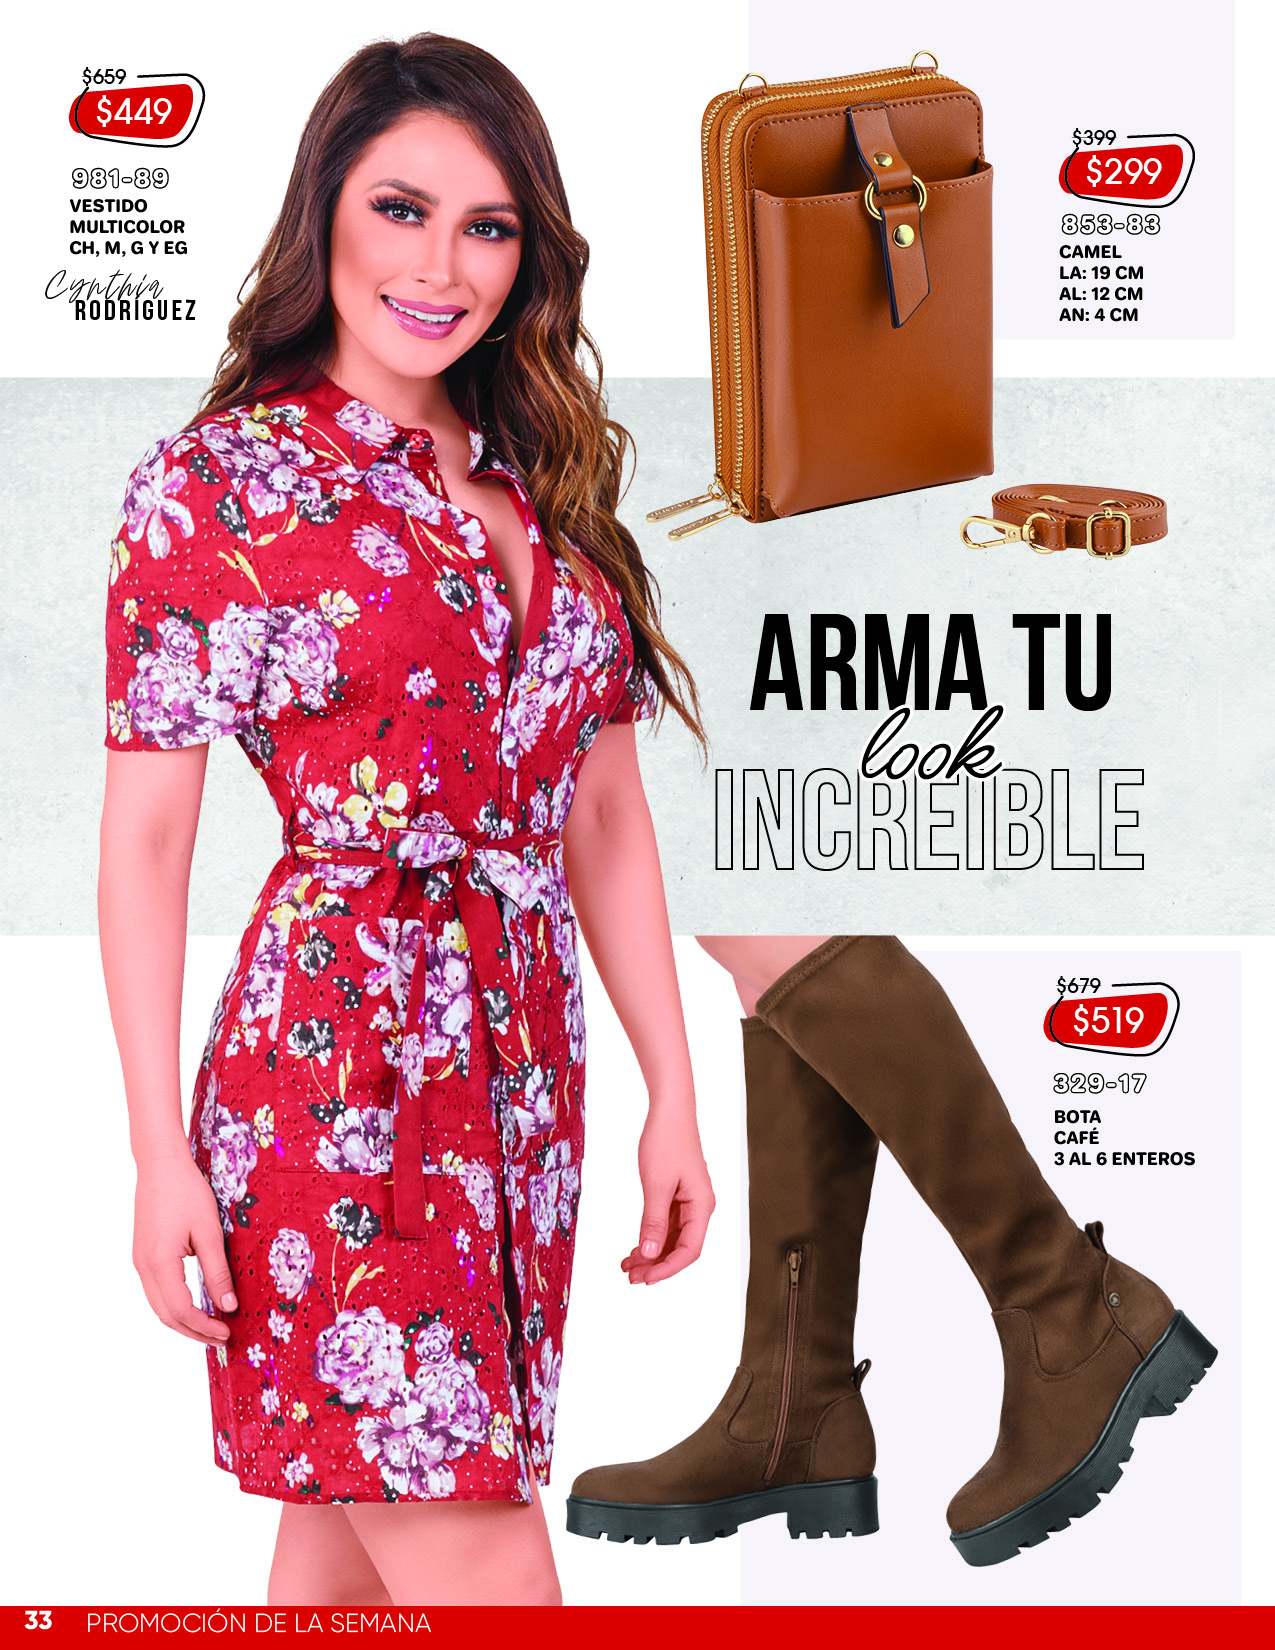 $659
$449
981-89
VESTIDO
MULTICOLOR
CH, M, G Y EG
Cynthia
RODRÍGUEZ
$399
$299
853-83
CAMEL
LA: 19 CM
AL: 12 CM
AN: 4 CM
ARMA TU
look
INCREÍBLE
$679
$519
329-17
BOTA
CAFÉ
3 AL 6 ENTEROS
33 PROMOCIÓN DE LA SEMANA